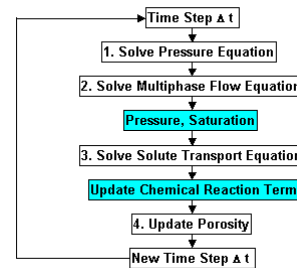 Time Step Δ t
1. Solve Pressure Equation
2. Solve Multiphase Flow Equation
Pressure, Saturation
3. Solve Solute Transport Equation
Update Chemical Reaction Term
4. Update Porosity
New Time Step Δ t